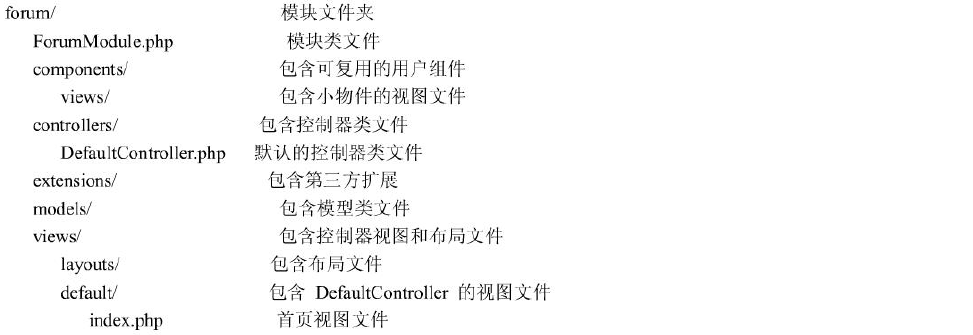 forum/ 模块文件夹
ForumModule.php 模块类文件
components/ 包含可复用的用户组件
views/ 包含小物件的视图文件
controllers/ 包含控制器类文件
DefaultController.php 默认的控制器类文件
extensions/ 包含第三方扩展
models/ 包含模型类文件
views/ 包含控制器视图和布局文件
layouts/ 包含布局文件
default/ 包含 DefaultController 的视图文件
index.php 首页视图文件